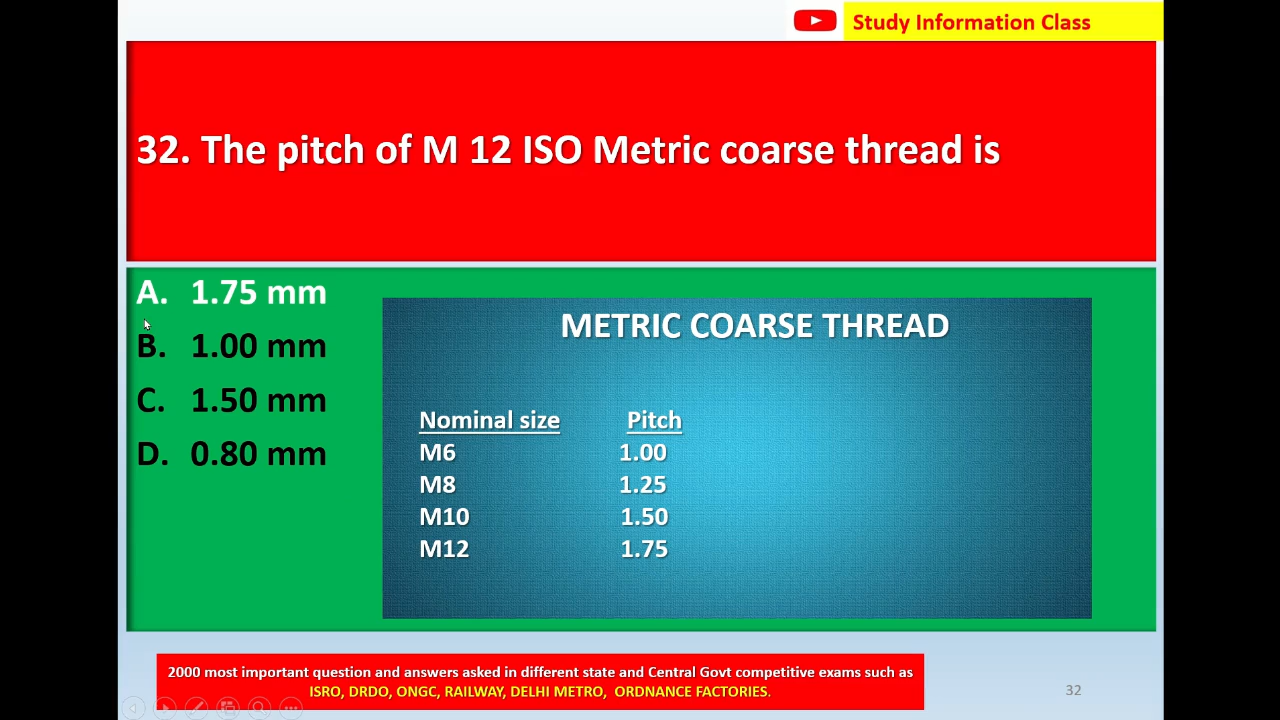 Study Information Class
32. The pitch of M 12 ISO Metric coarse thread is
A. 1.75 mm
B. 1.00 mm
C. 1.50 mm
D. 0.80 mm
METRIC COARSE THREAD
Nominal size Pitch
M6 1.00
M8 1.25
M10 1.50
M12 1.75
2000 most important question and answers asked in different state and Central Govt competitive exams such as
ISRO, DRDO, ONGC, RAILWAY, DELHI METRO, ORDNANCE FACTORIES.
32